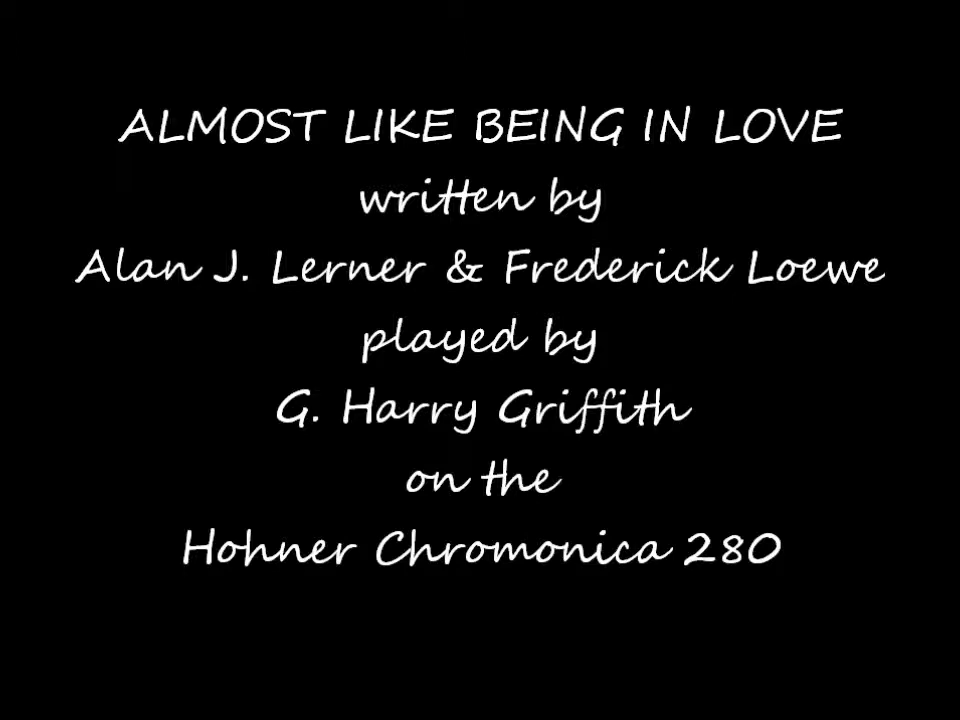 ALMOST LIKE BEING IN LOVE
written by
Alan J. Lerner & Frederick Loewe
played by
G. Harry Griffith
on the
Hohner Chromonica 280